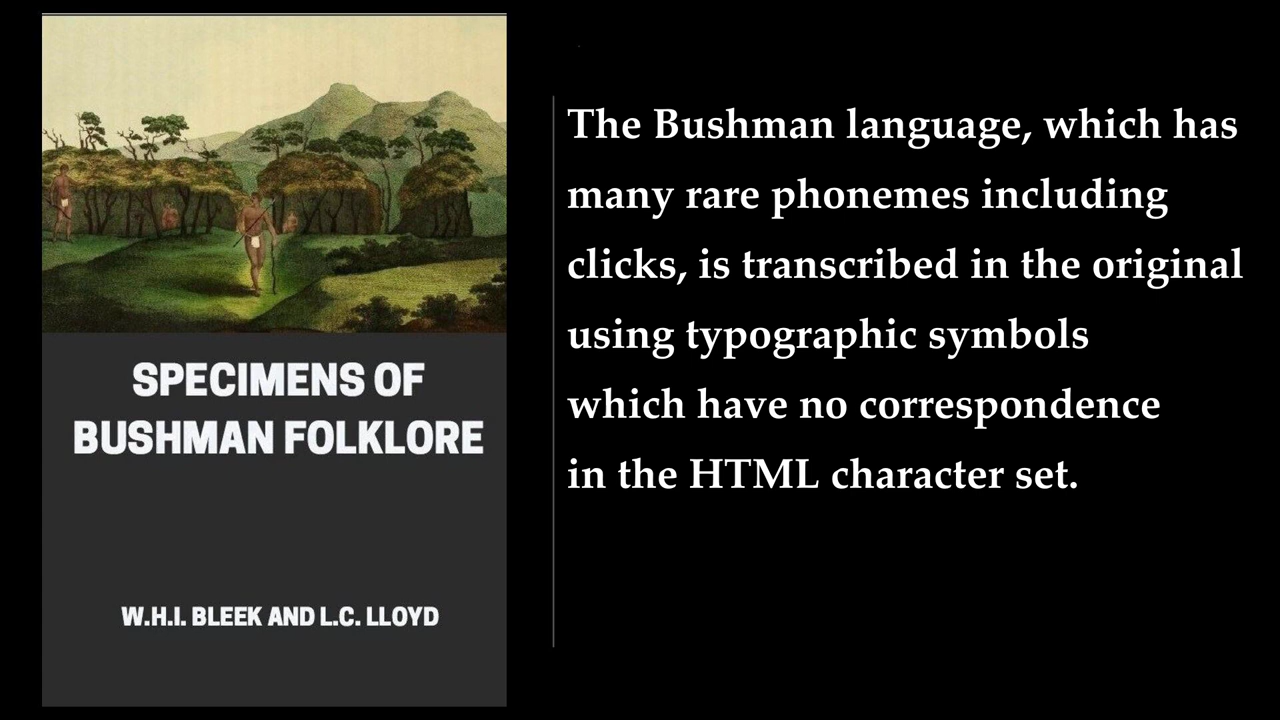 SPECIMENS OF
BUSHMAN FOLKLORE
W.H.I. BLEEK AND L.C. LLOYD
The Bushman language, which has
many rare phonemes including
clicks, is transcribed in the original
using typographic symbols
which have no correspondence
in the HTML character set.